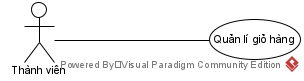 Quản lí giỏ hàng
Powered By Visual Paradigm Community Edition
Thành viên